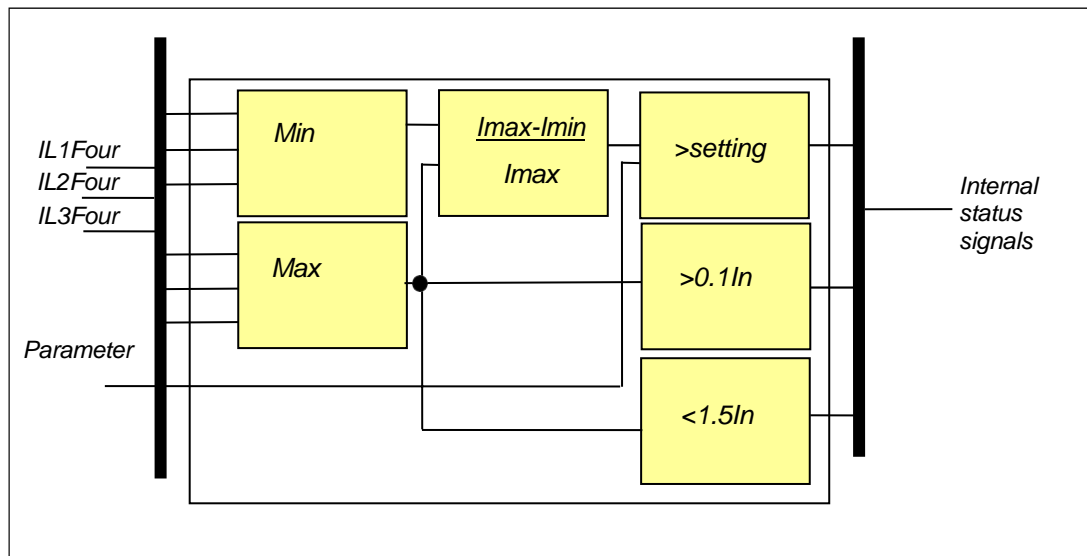 IL1Four
IL2Four
IL3Four
Parameter
Min
Max
Imax-Imin
Imax
>setting
>0.1In
<1.5In
Internal
status
signals